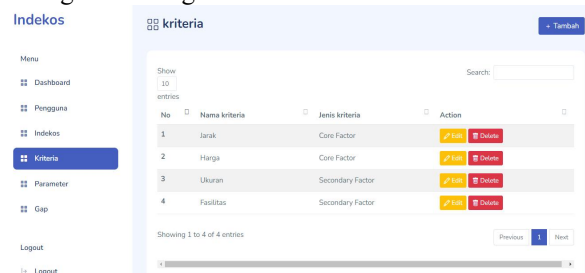 Indekos
kriteria
+ Tambah
Menu
Dashboard
Pengguna
Indekos
Kriteria
Parameter
Gap
Logout
Logout
Show
10
entries
Search:
No Nama kriteria Jenis kriteria Action
1 Jarak Core Factor Edit Delete
2 Harga Core Factor Edit Delete
3 Ukuran Secondary Factor Edit Delete
4 Fasilitas Secondary Factor Edit Delete
Showing 1 to 4 of 4 entries
Previous 1 Next